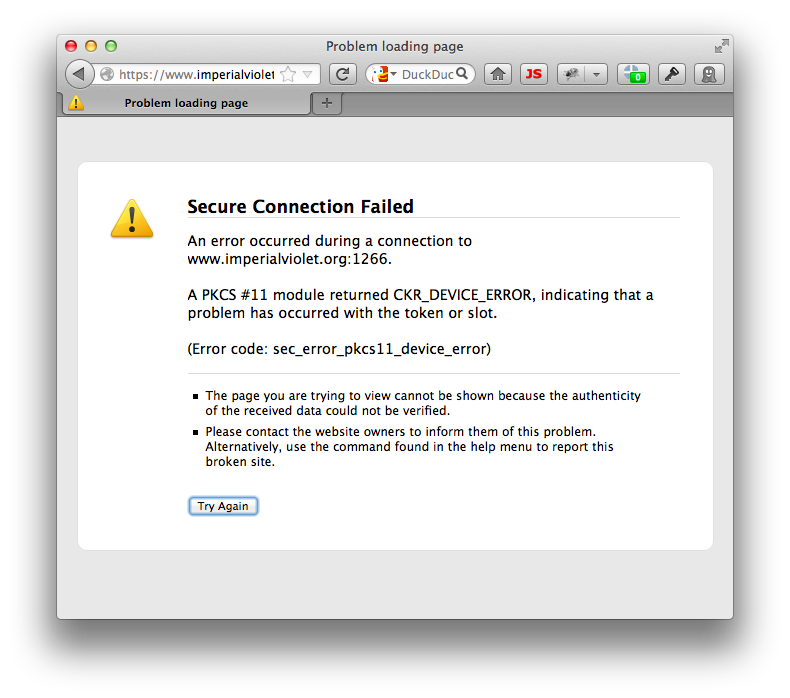 Problem loading page
https://www.imperialviolet
DuckDuc
JS
0
Problem loading page
Secure Connection Failed
An error occurred during a connection to
www.imperialviolet.org:1266.
A PKCS #11 module returned CKR_DEVICE_ERROR, indicating that a
problem has occurred with the token or slot.
(Error code: sec_error_pkcs11_device_error)
The page you are trying to view cannot be shown because the authenticity
of the received data could not be verified.
Please contact the website owners to inform them of this problem.
Alternatively, use the command found in the help menu to report this
broken site.
Try Again